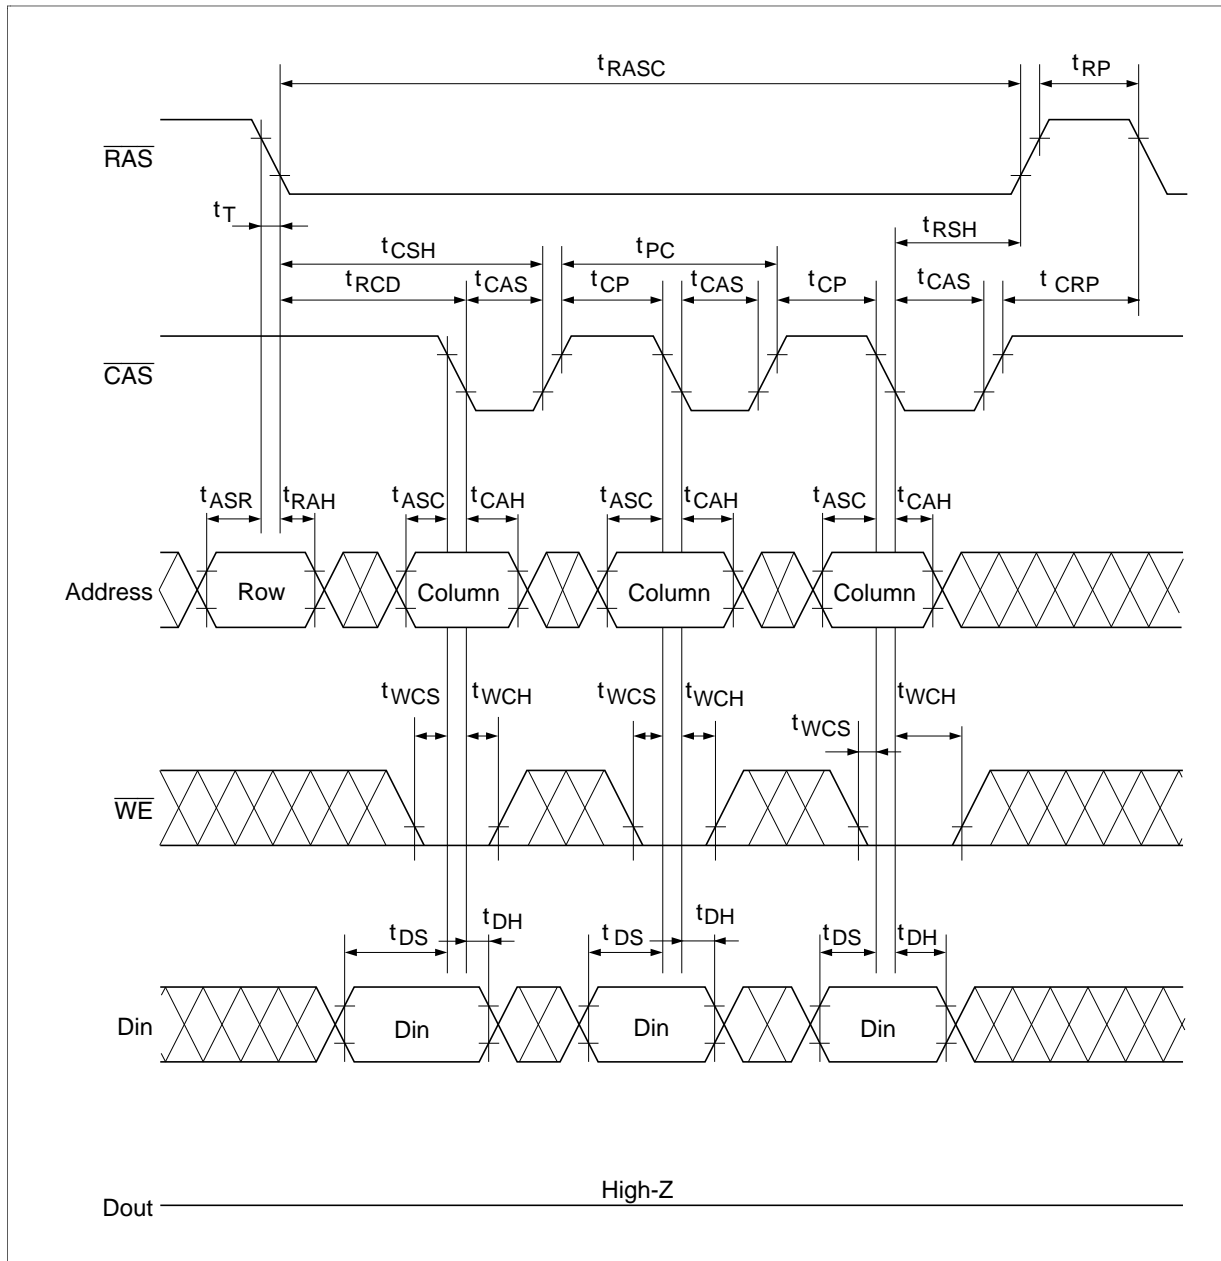 tRASC
tRP
RAS
tT
tRSH
tCSH
tPC
tRCD
tCAS
tCP
tCAS
tCP
tCAS
tCRP
CAS
tASR
tRAH
tASC
tCAH
tASC
tCAH
tASC
tCAH
Address
Row
Column
Column
Column
tWCS
tWCH
tWCS
tWCH
tWCS
tWCH
WE
tDS
tDH
tDS
tDH
tDS
tDH
Din
Din
Din
Din
High-Z
Dout